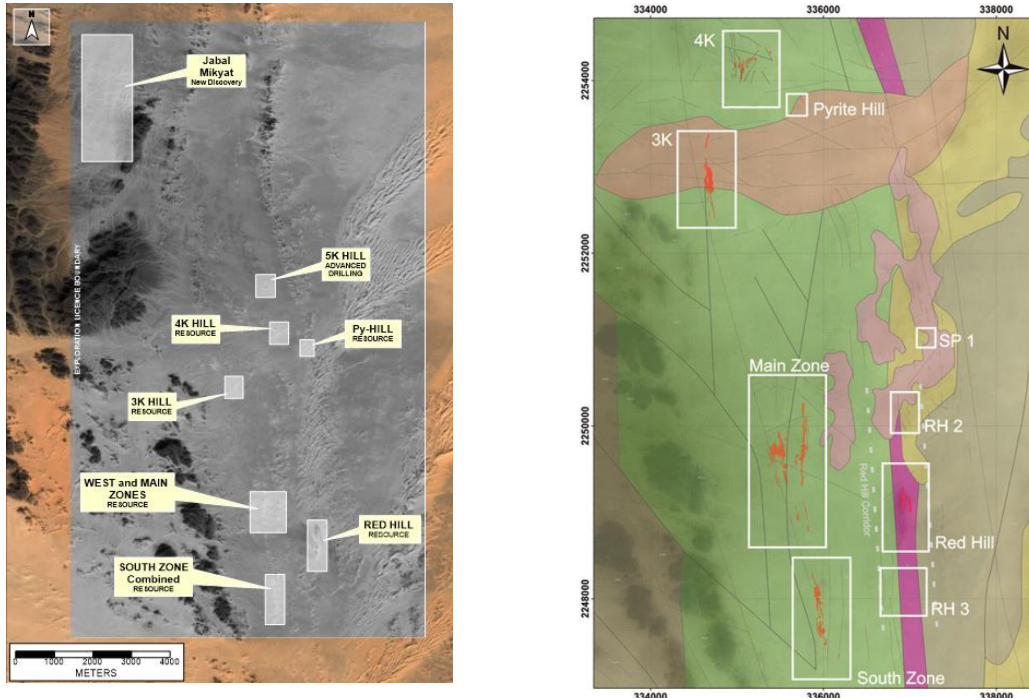 N
Jabal
Mikyat
New Discovery
EXPLORATION LICENCE BOUNDARY
5K HILL
ADVANCED
DRILLING
4K HILL
RESOURCE
Py-HILL
RESOURCE
3K HILL
RESOURCE
WEST and MAIN
ZONES
RESOURCE
RED HILL
RESOURCE
SOUTH ZONE
Combined
RESOURCE
0 1000 2000 3000 4000
METERS
334000 336000 338000
N
4K
2254000
Pyrite Hill
3K
2252000
SP 1
Main Zone
2250000
RH 2
Red Hill Corridor
Red Hill
2248000
RH 3
South Zone
334000 336000 338000